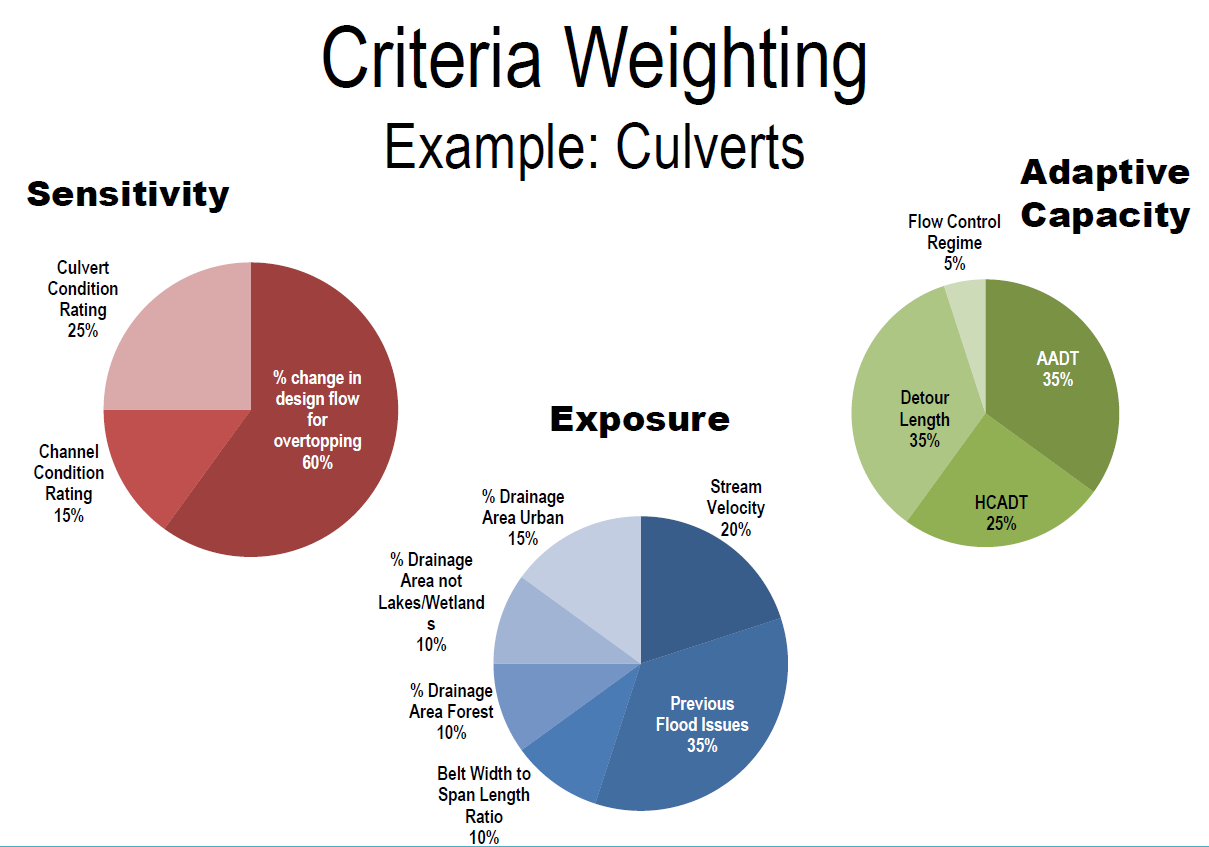 Criteria Weighting
Example: Culverts
Sensitivity
Culvert
Condition
Rating
25%
% change in
design flow
for
overtopping
60%
Channel
Condition
Rating
15%
Exposure
% Drainage
Area Urban
15%
Stream
Velocity
20%
% Drainage
Area not
Lakes/Wetland
s
10%
% Drainage
Area Forest
10%
Previous
Flood Issues
35%
Belt Width to
Span Length
Ratio
10%
Adaptive
Capacity
Flow Control
Regime
5%
AADT
35%
Detour
Length
35%
HCADT
25%